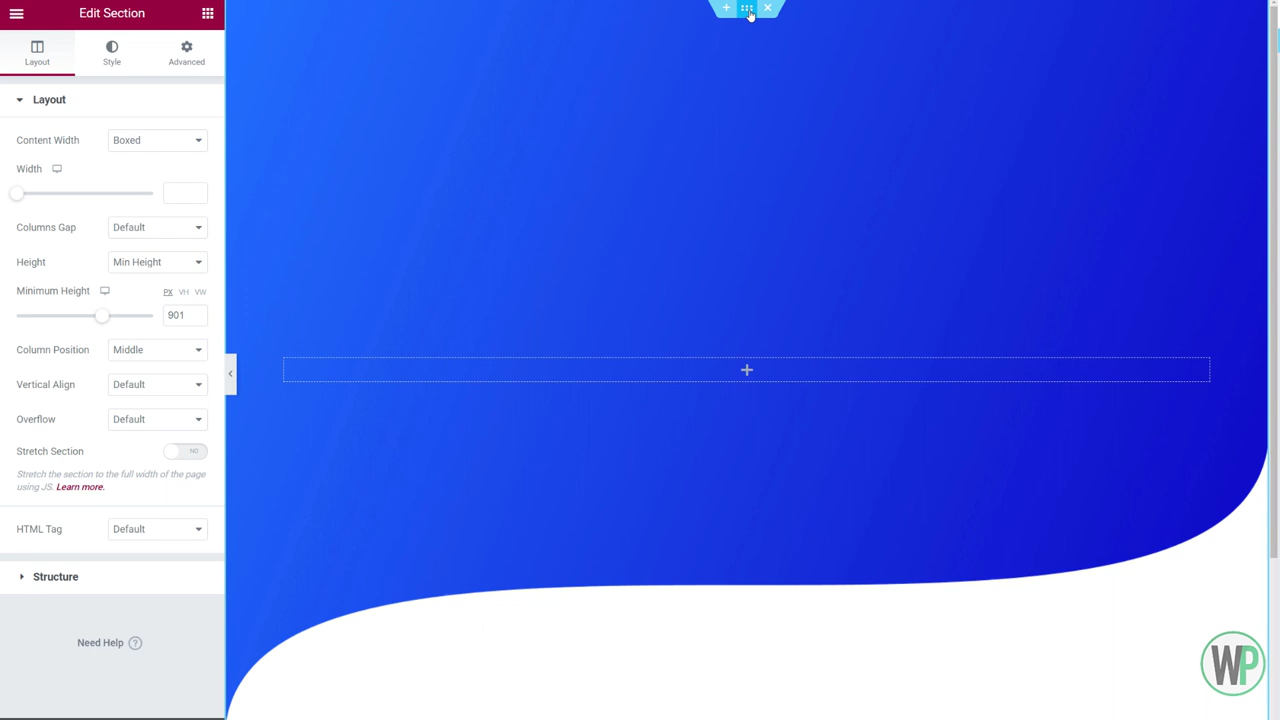 Edit Section
Layout
Style
Advanced
Layout
Content Width
Boxed
Width
Columns Gap
Default
Height
Min Height
Minimum Height
PX VH VW
901
Column Position
Middle
Vertical Align
Default
Overflow
Default
Stretch Section
NO
Stretch the section to the full width of the page
using JS. Learn more.
HTML Tag
Default
Structure
Need Help ?
WP